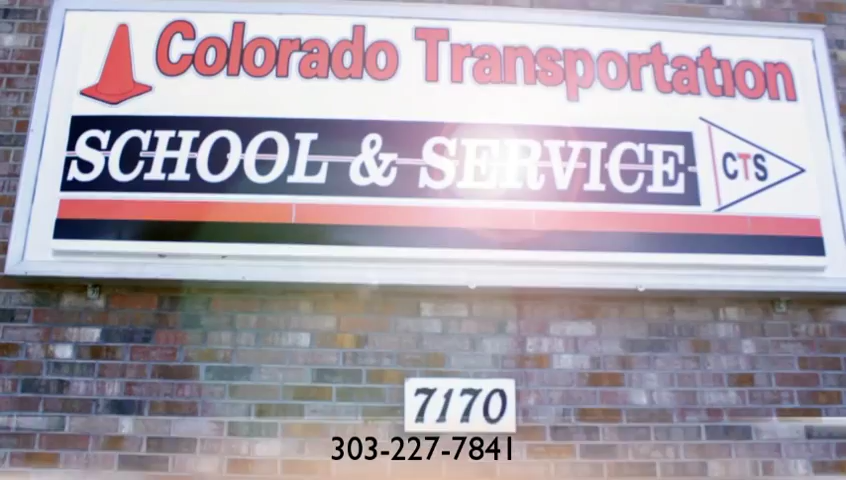 Colorado Transportation
SCHOOL & SERVICE
CTS
7170
303-227-7841